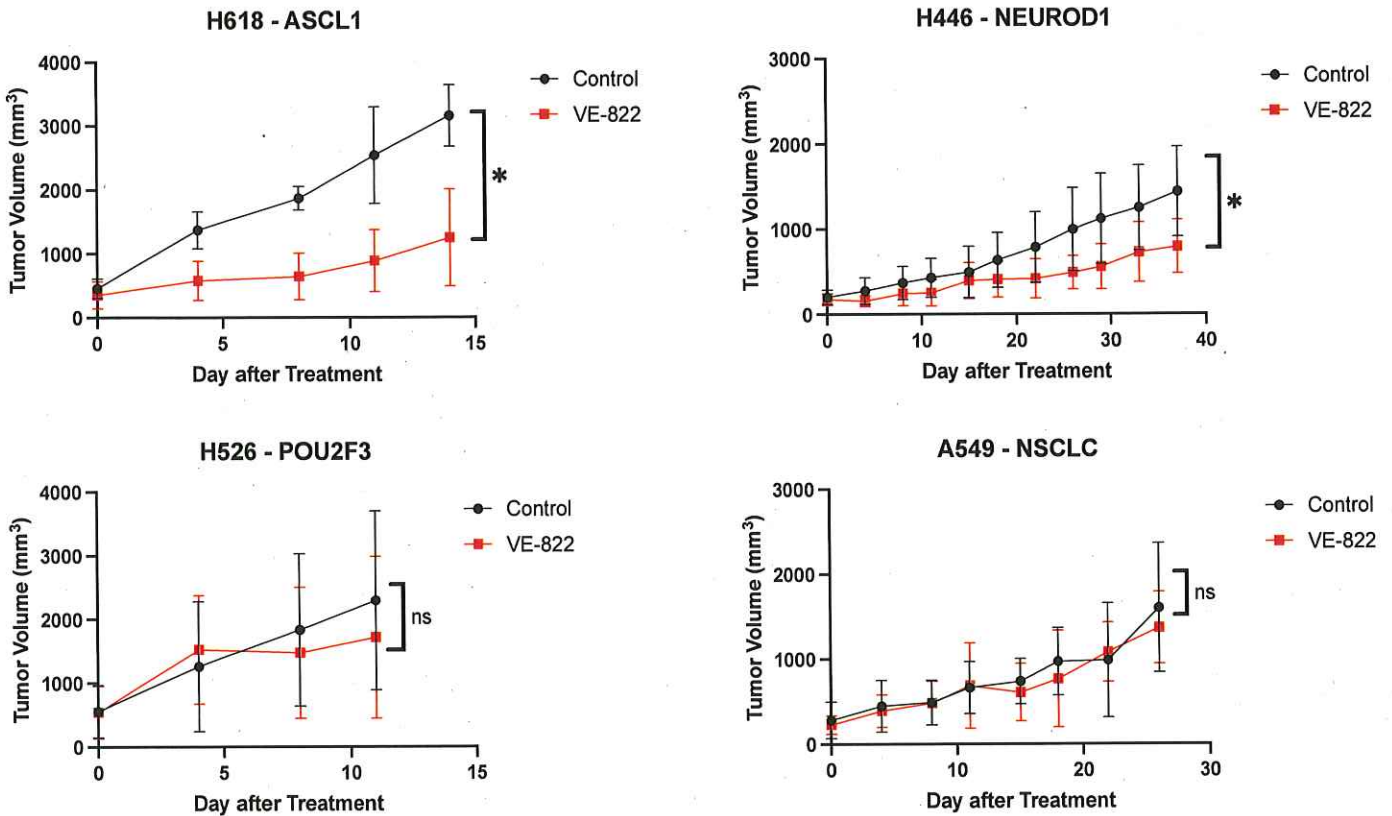 H618 - ASCL1
Tumor Volume (mm³)
4000
3000
2000
1000
0
0 5 10 15
Day after Treatment
Control
VE-822
*
H446 - NEUROD1
Tumor Volume (mm³)
3000
2000
1000
0
0 10 20 30 40
Day after Treatment
Control
VE-822
*
H526 - POU2F3
Tumor Volume (mm³)
4000
3000
2000
1000
0
0 5 10 15
Day after Treatment
Control
VE-822
ns
A549 - NSCLC
Tumor Volume (mm³)
3000
2000
1000
0
0 10 20 30
Day after Treatment
Control
VE-822
ns